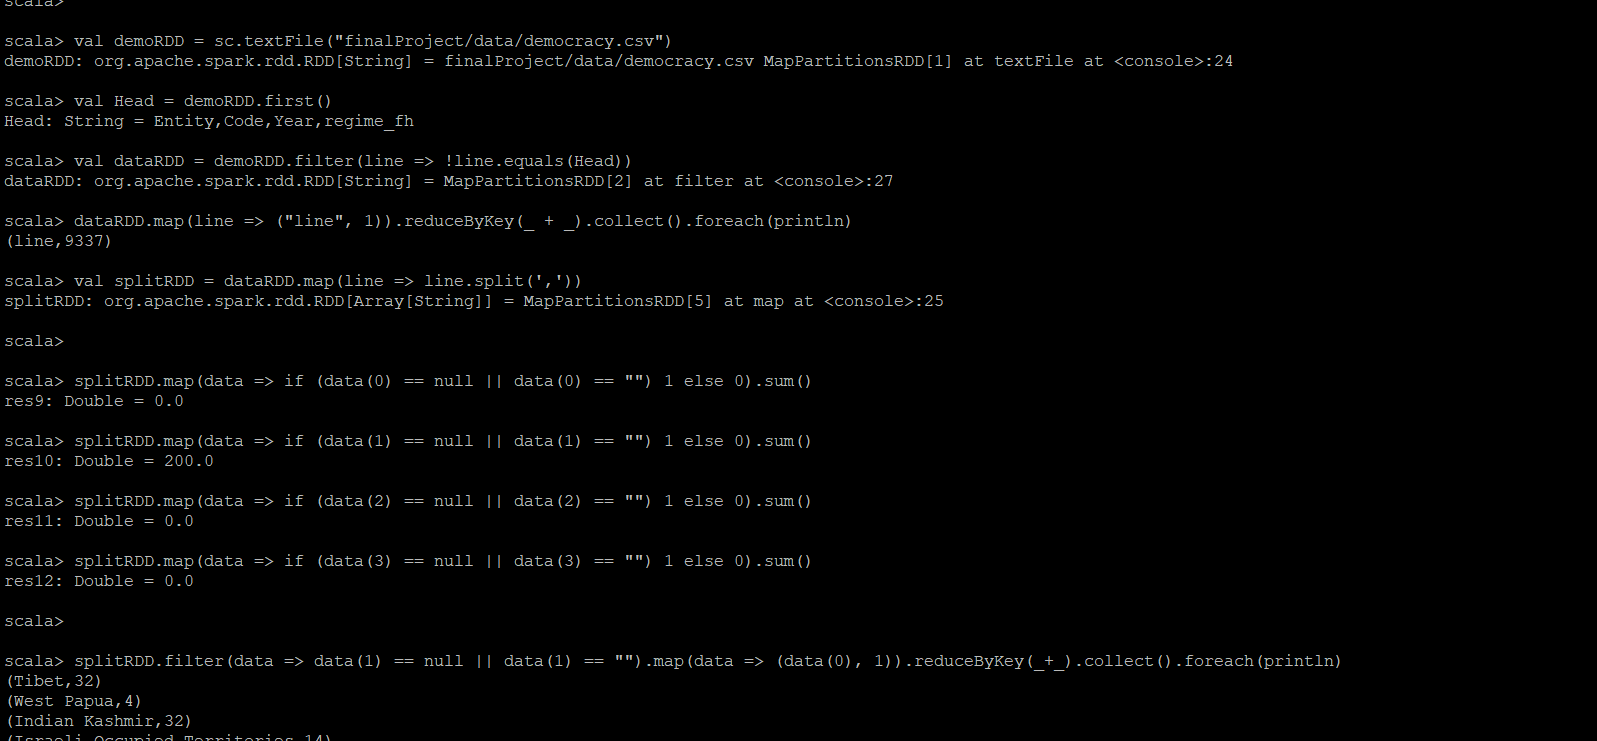 scala>
scala> val demoRDD = sc.textFile("finalProject/data/democracy.csv")
demoRDD: org.apache.spark.rdd.RDD[String] = finalProject/data/democracy.csv MapPartitionsRDD[1] at textFile at <console>:24
scala> val Head = demoRDD.first()
Head: String = Entity,Code,Year,regime_fh
scala> val dataRDD = demoRDD.filter(line => !line.equals(Head))
dataRDD: org.apache.spark.rdd.RDD[String] = MapPartitionsRDD[2] at filter at <console>:27
scala> dataRDD.map(line => ("line", 1)).reduceByKey(_ + _).collect().foreach(println)
(line,9337)
scala> val splitRDD = dataRDD.map(line => line.split(','))
splitRDD: org.apache.spark.rdd.RDD[Array[String]] = MapPartitionsRDD[5] at map at <console>:25
scala>
scala> splitRDD.map(data => if (data(0) == null || data(0) == "") 1 else 0).sum()
res9: Double = 0.0
scala> splitRDD.map(data => if (data(1) == null || data(1) == "") 1 else 0).sum()
res10: Double = 200.0
scala> splitRDD.map(data => if (data(2) == null || data(2) == "") 1 else 0).sum()
res11: Double = 0.0
scala> splitRDD.map(data => if (data(3) == null || data(3) == "") 1 else 0).sum()
res12: Double = 0.0
scala>
scala> splitRDD.filter(data => data(1) == null || data(1) == "").map(data => (data(0), 1)).reduceByKey(_+_).collect().foreach(println)
(Tibet,32)
(West Papua,4)
(Indian Kashmir,32)
(Israeli Occupied Territories,14)